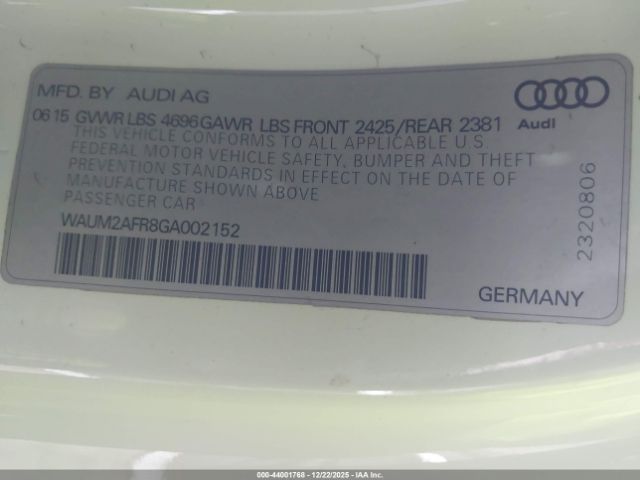 MFD. BY AUDI AG
06 15 GVWR LBS 4696 GAWR LBS FRONT 2425/REAR 2381
THIS VEHICLE CONFORMS TO ALL APPLICABLE U.S.
FEDERAL MOTOR VEHICLE SAFETY, BUMPER AND THEFT
PREVENTION STANDARDS IN EFFECT ON THE DATE OF
MANUFACTURE SHOWN ABOVE
PASSENGER CAR
WAUM2AFR8GA002152
Audi
2320806
GERMANY
000-44001768 - 12/22/2025 - IAA Inc.